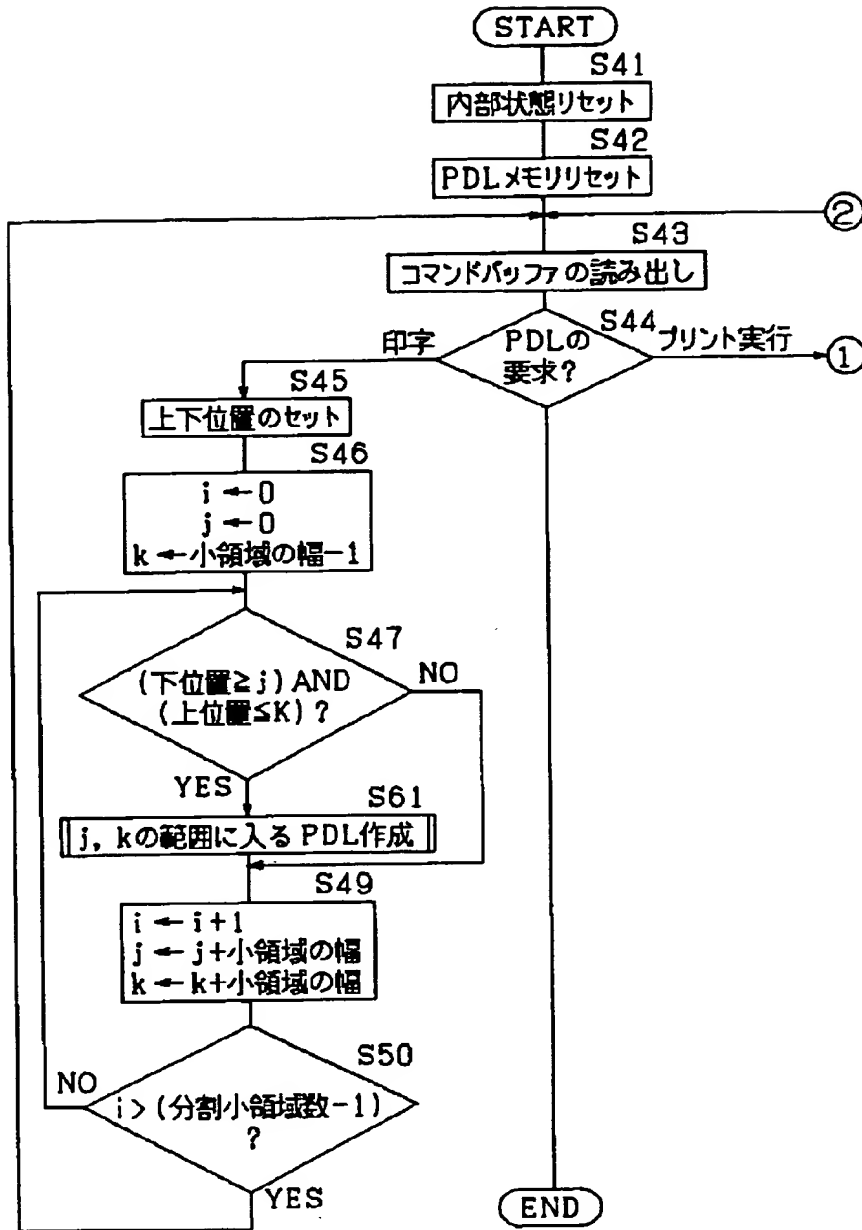 START
S41
内部状態リセット
S42
PDLメモリリセット
②
S43
コマンドバッファの読み出し
S44
印字
PDLの
要求?
プリント実行
①
S45
上下位置のセット
S46
i ← 0
j ← 0
k ← 小領域の幅-1
S47
(下位置≧j) AND
(上位置≦K) ?
NO
YES
S61
j, kの範囲に入る PDL作成
S49
i ← i+1
j ← j+小領域の幅
k ← k+小領域の幅
S50
NO
i > (分割小領域数-1)
?
YES
END